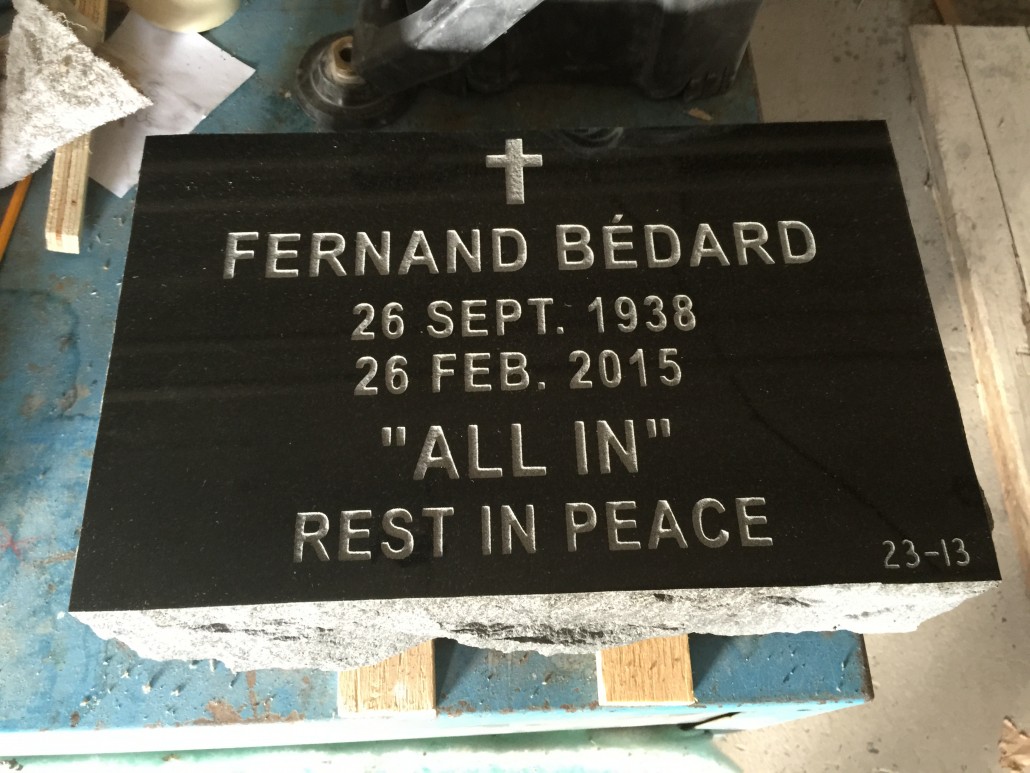 FERNAND BÉDARD
26 SEPT. 1938
26 FEB. 2015
"ALL IN"
REST IN PEACE
23-13